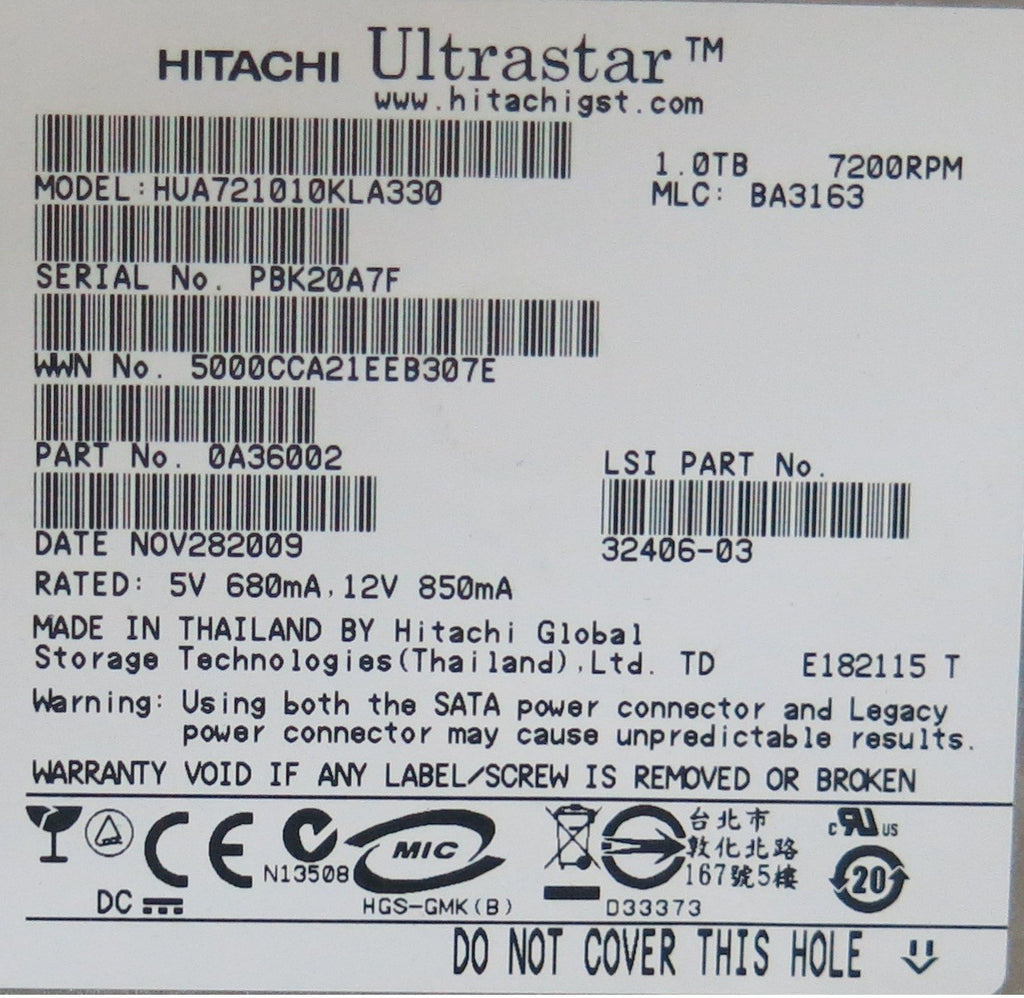 HITACHI Ultrastar™
www.hitachigst.com
1.0TB 7200RPM
MODEL:HUA721010KLA330 MLC: BA3163
SERIAL No. PBK20A7F
WWN No. 5000CCA21EEB307E
PART No. 0A36002 LSI PART No.
DATE NOV282009 32406-03
RATED: 5V 680mA,12V 850mA
MADE IN THAILAND BY Hitachi Global
Storage Technologies(Thailand),Ltd. TD E182115 T
Warning: Using both the SATA power connector and Legacy
power connector may cause unpredictable results.
WARRANTY VOID IF ANY LABEL/SCREW IS REMOVED OR BROKEN
CE N13508 MIC 台北市
敦化北路
167號5樓
c RU US
20
DC HGS-GMK(B) D33373
DO NOT COVER THIS HOLE